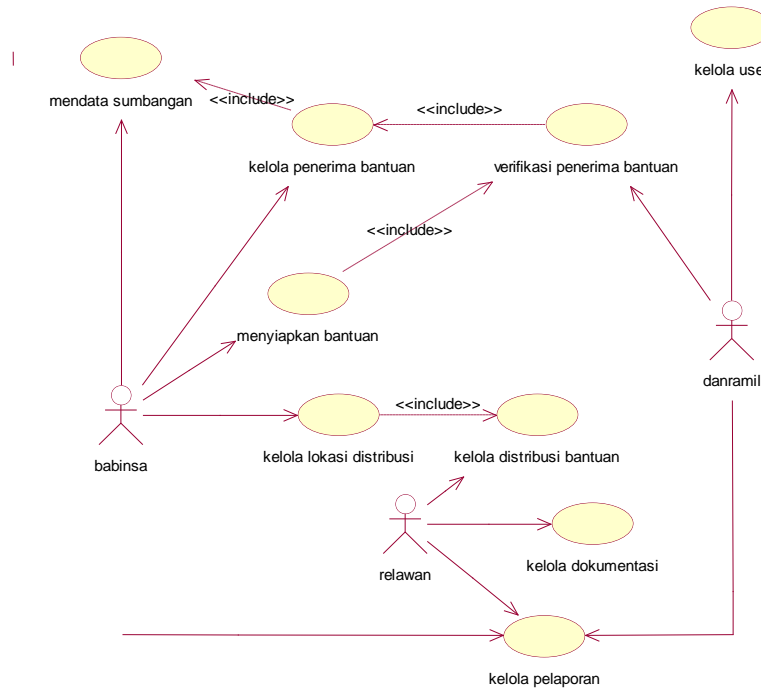 kelola use
mendata sumbangan
<<include>>
<<include>>
kelola penerima bantuan
verifikasi penerima bantuan
<<include>>
menyiapkan bantuan
danramil
<<include>>
babinsa
kelola lokasi distribusi
kelola distribusi bantuan
relawan
kelola dokumentasi
kelola pelaporan